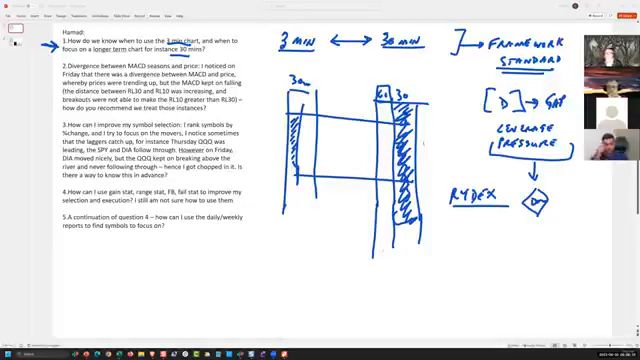 Hamad:
1.How do we know when to use the 3 min chart, and when to
focus on a longer term chart for instance 30 mins?
2.Divergence between MACD seasons and price: I noticed on
Friday that there was a divergence between MACD and price,
whereby prices were trending up, but the MACD kept on falling
(the distance between RL30 and RL10 was increasing, and
breakouts were not able to make the RL10 greater than RL30) –
how do you recommend we treat those instances?
3.How can I improve my symbol selection: I rank symbols by
%change, and I try to focus on the movers, I notice sometimes
that the laggers catch up, for instance Thursday QQQ was
leading, the SPY and DIA follow through. However on Friday,
DIA moved nicely, but the QQQ kept on breaking above the
river and never following through- hence I got chopped in it. Is
there a way to know this in advance?
4.How can I use gain stat, range stat, FB, fail stat to improve my
selection and execution? I still am not sure how to use them
5.A continuation of question 4 – how can I use the daily/weekly
reports to find symbols to focus on?
3 MIN
30 MIN
FRAMEWORK
STANDARD
[D] → GAP
LEVERAGE
PRESSURE
RYDEX
30
60
30